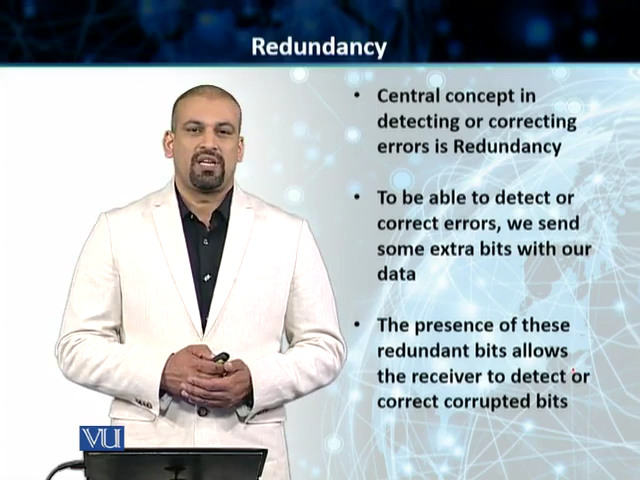 Redundancy
• Central concept in
detecting or correcting
errors is Redundancy
• To be able to detect or
correct errors, we send
some extra bits with our
data
• The presence of these
redundant bits allows
the receiver to detect or
correct corrupted bits
VU